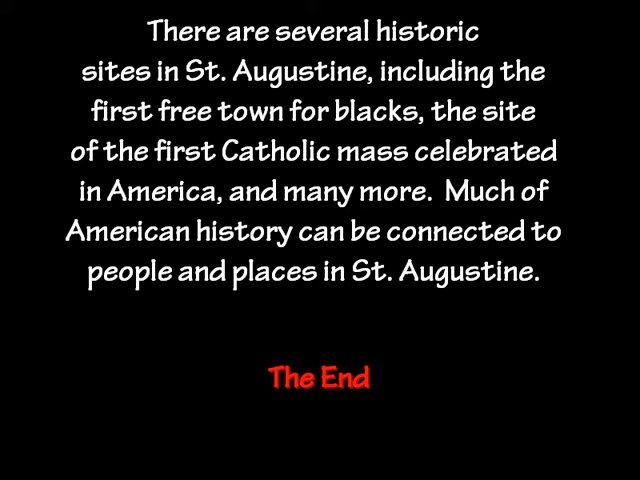 There are several historic
sites in St. Augustine, including the
first free town for blacks, the site
of the first Catholic mass celebrated
in America, and many more.  Much of
American history can be connected to
people and places in St. Augustine.
The End